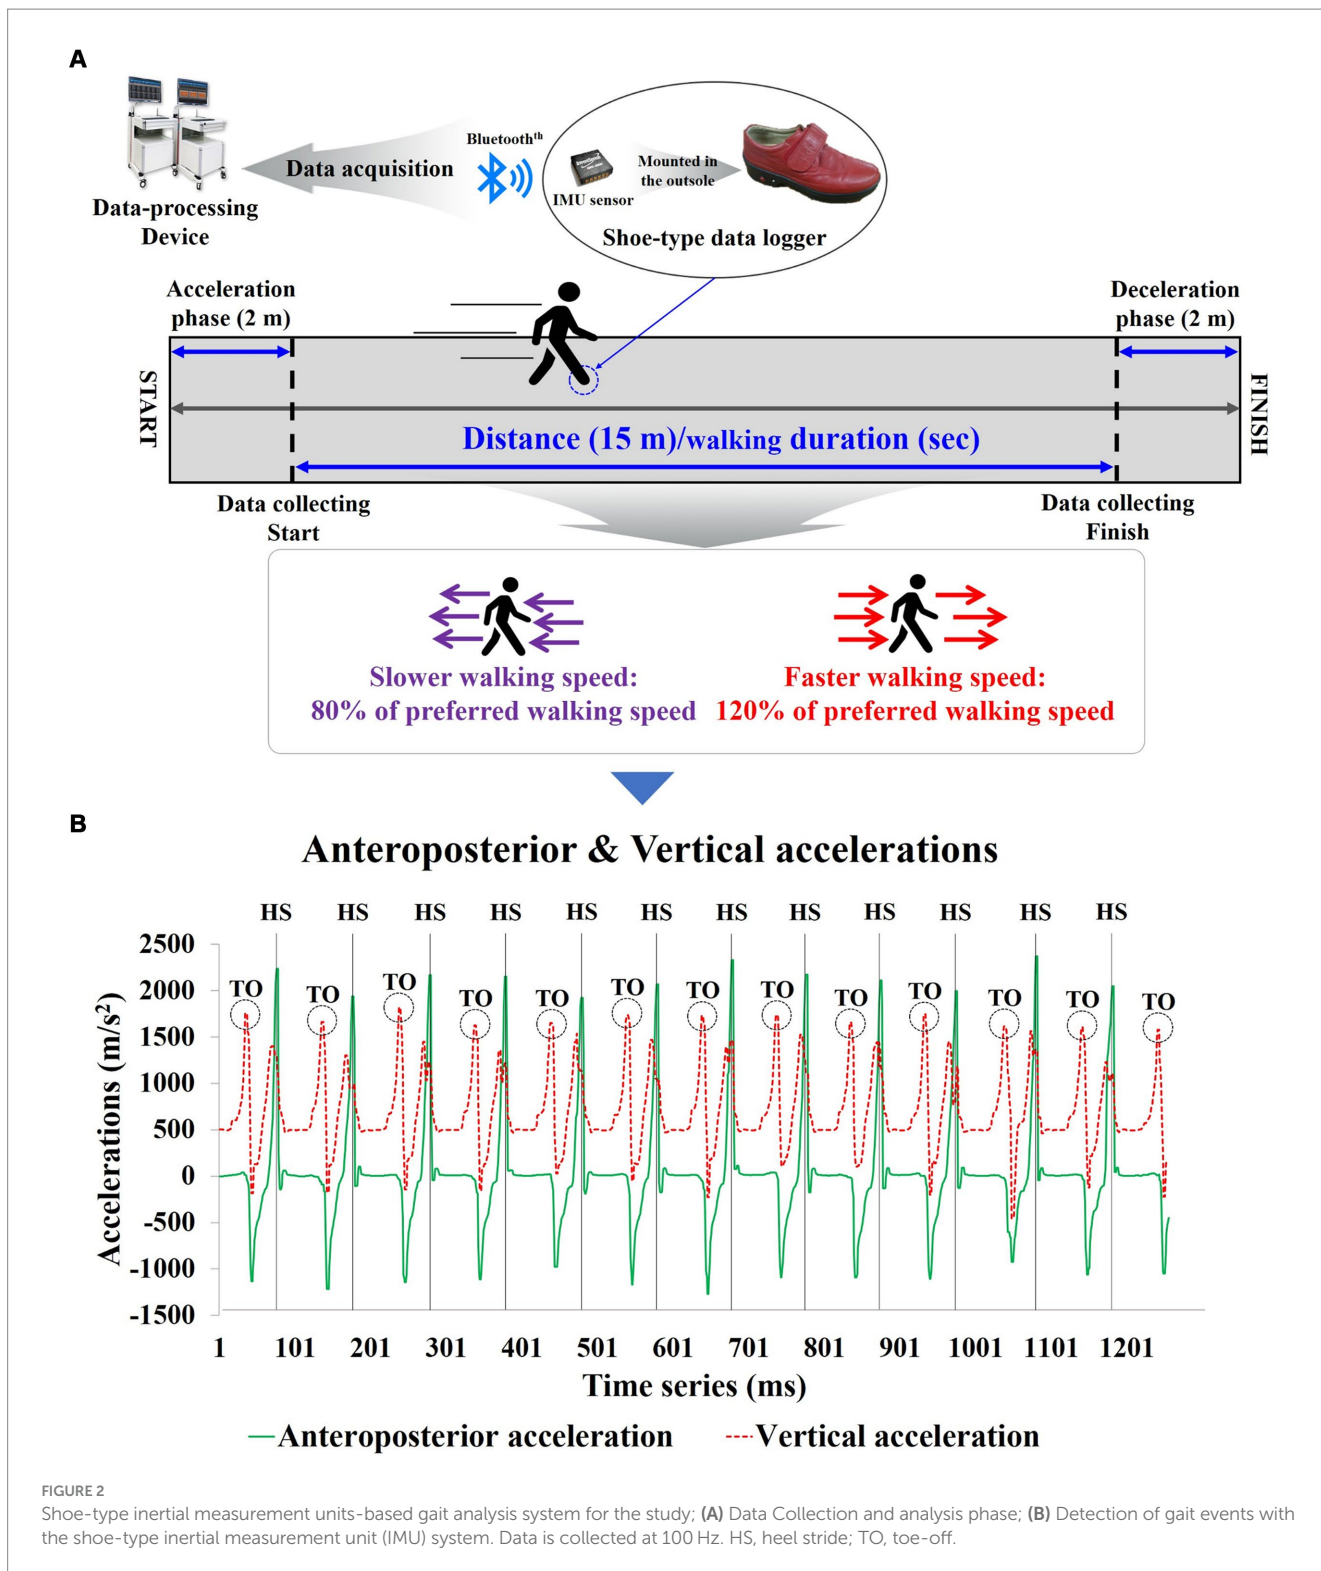 A
Bluetoothth
Data acquisition
IMU sensor
Mounted in
the outsole
Data-processing
Device
Shoe-type data logger
Acceleration
phase (2 m)
Deceleration
phase (2 m)
START
FINISH
Distance (15 m)/walking duration (sec)
Data collecting
Start
Data collecting
Finish
Slower walking speed:
80% of preferred walking speed
Faster walking speed:
120% of preferred walking speed
B
Anteroposterior & Vertical accelerations
HS HS HS HS HS HS HS HS HS HS HS HS
TO TO TO TO TO TO TO TO TO TO TO TO TO
Accelerations (m/s²)
2500
2000
1500
1000
500
0
-500
-1000
-1500
1 101 201 301 401 501 601 701 801 901 1001 1101 1201
Time series (ms)
Anteroposterior acceleration
Vertical acceleration
FIGURE 2
Shoe-type inertial measurement units-based gait analysis system for the study; (A) Data Collection and analysis phase; (B) Detection of gait events with
the shoe-type inertial measurement unit (IMU) system. Data is collected at 100 Hz. HS, heel stride; TO, toe-off.